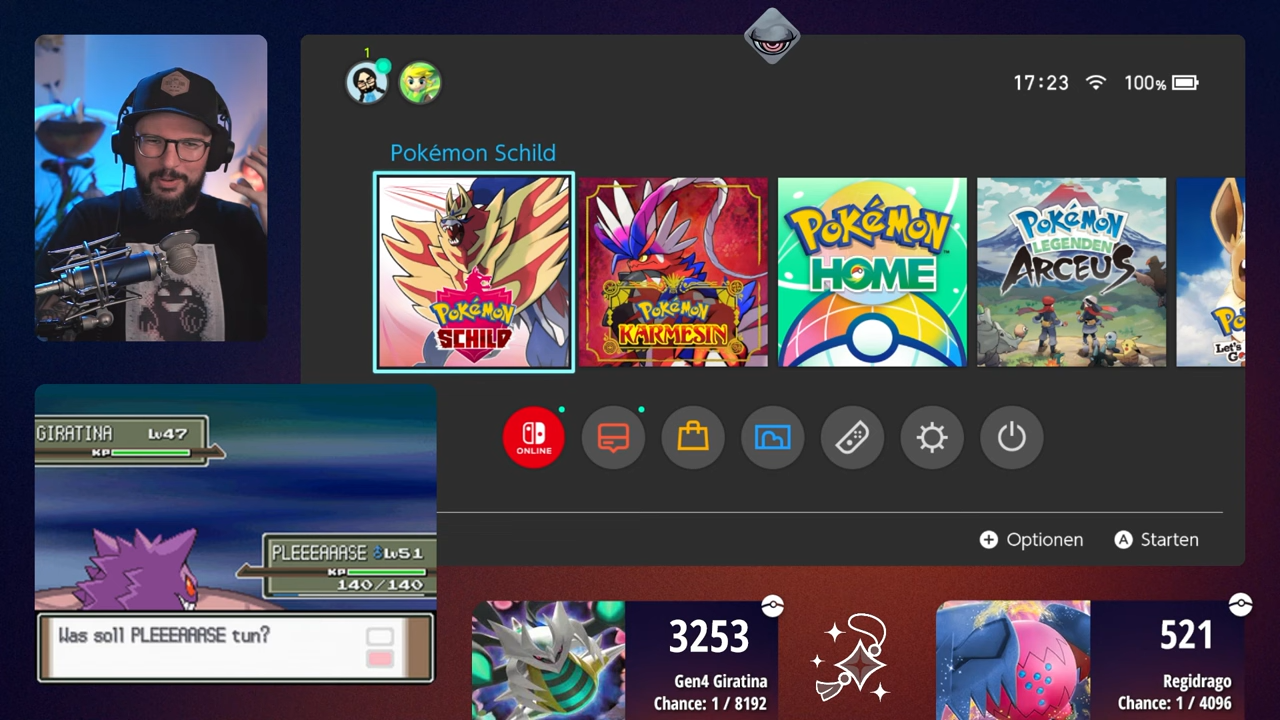 1
17:23
100%
Pokémon Schild
POKéMON
SCHILD
POKéMON
KARMESIN
POKéMON
HOME
POKéMON
LEGENDEN
ARCEUS
Let's
ONLINE
GIRATINA Lv47
KP
PLEEEAAASE ♂Lv51
KP
140/140
Was soll PLEEEAAASE tun?
+ Optionen
A Starten
3253
Gen4 Giratina
Chance: 1 / 8192
521
Regidrago
Chance: 1 / 4096